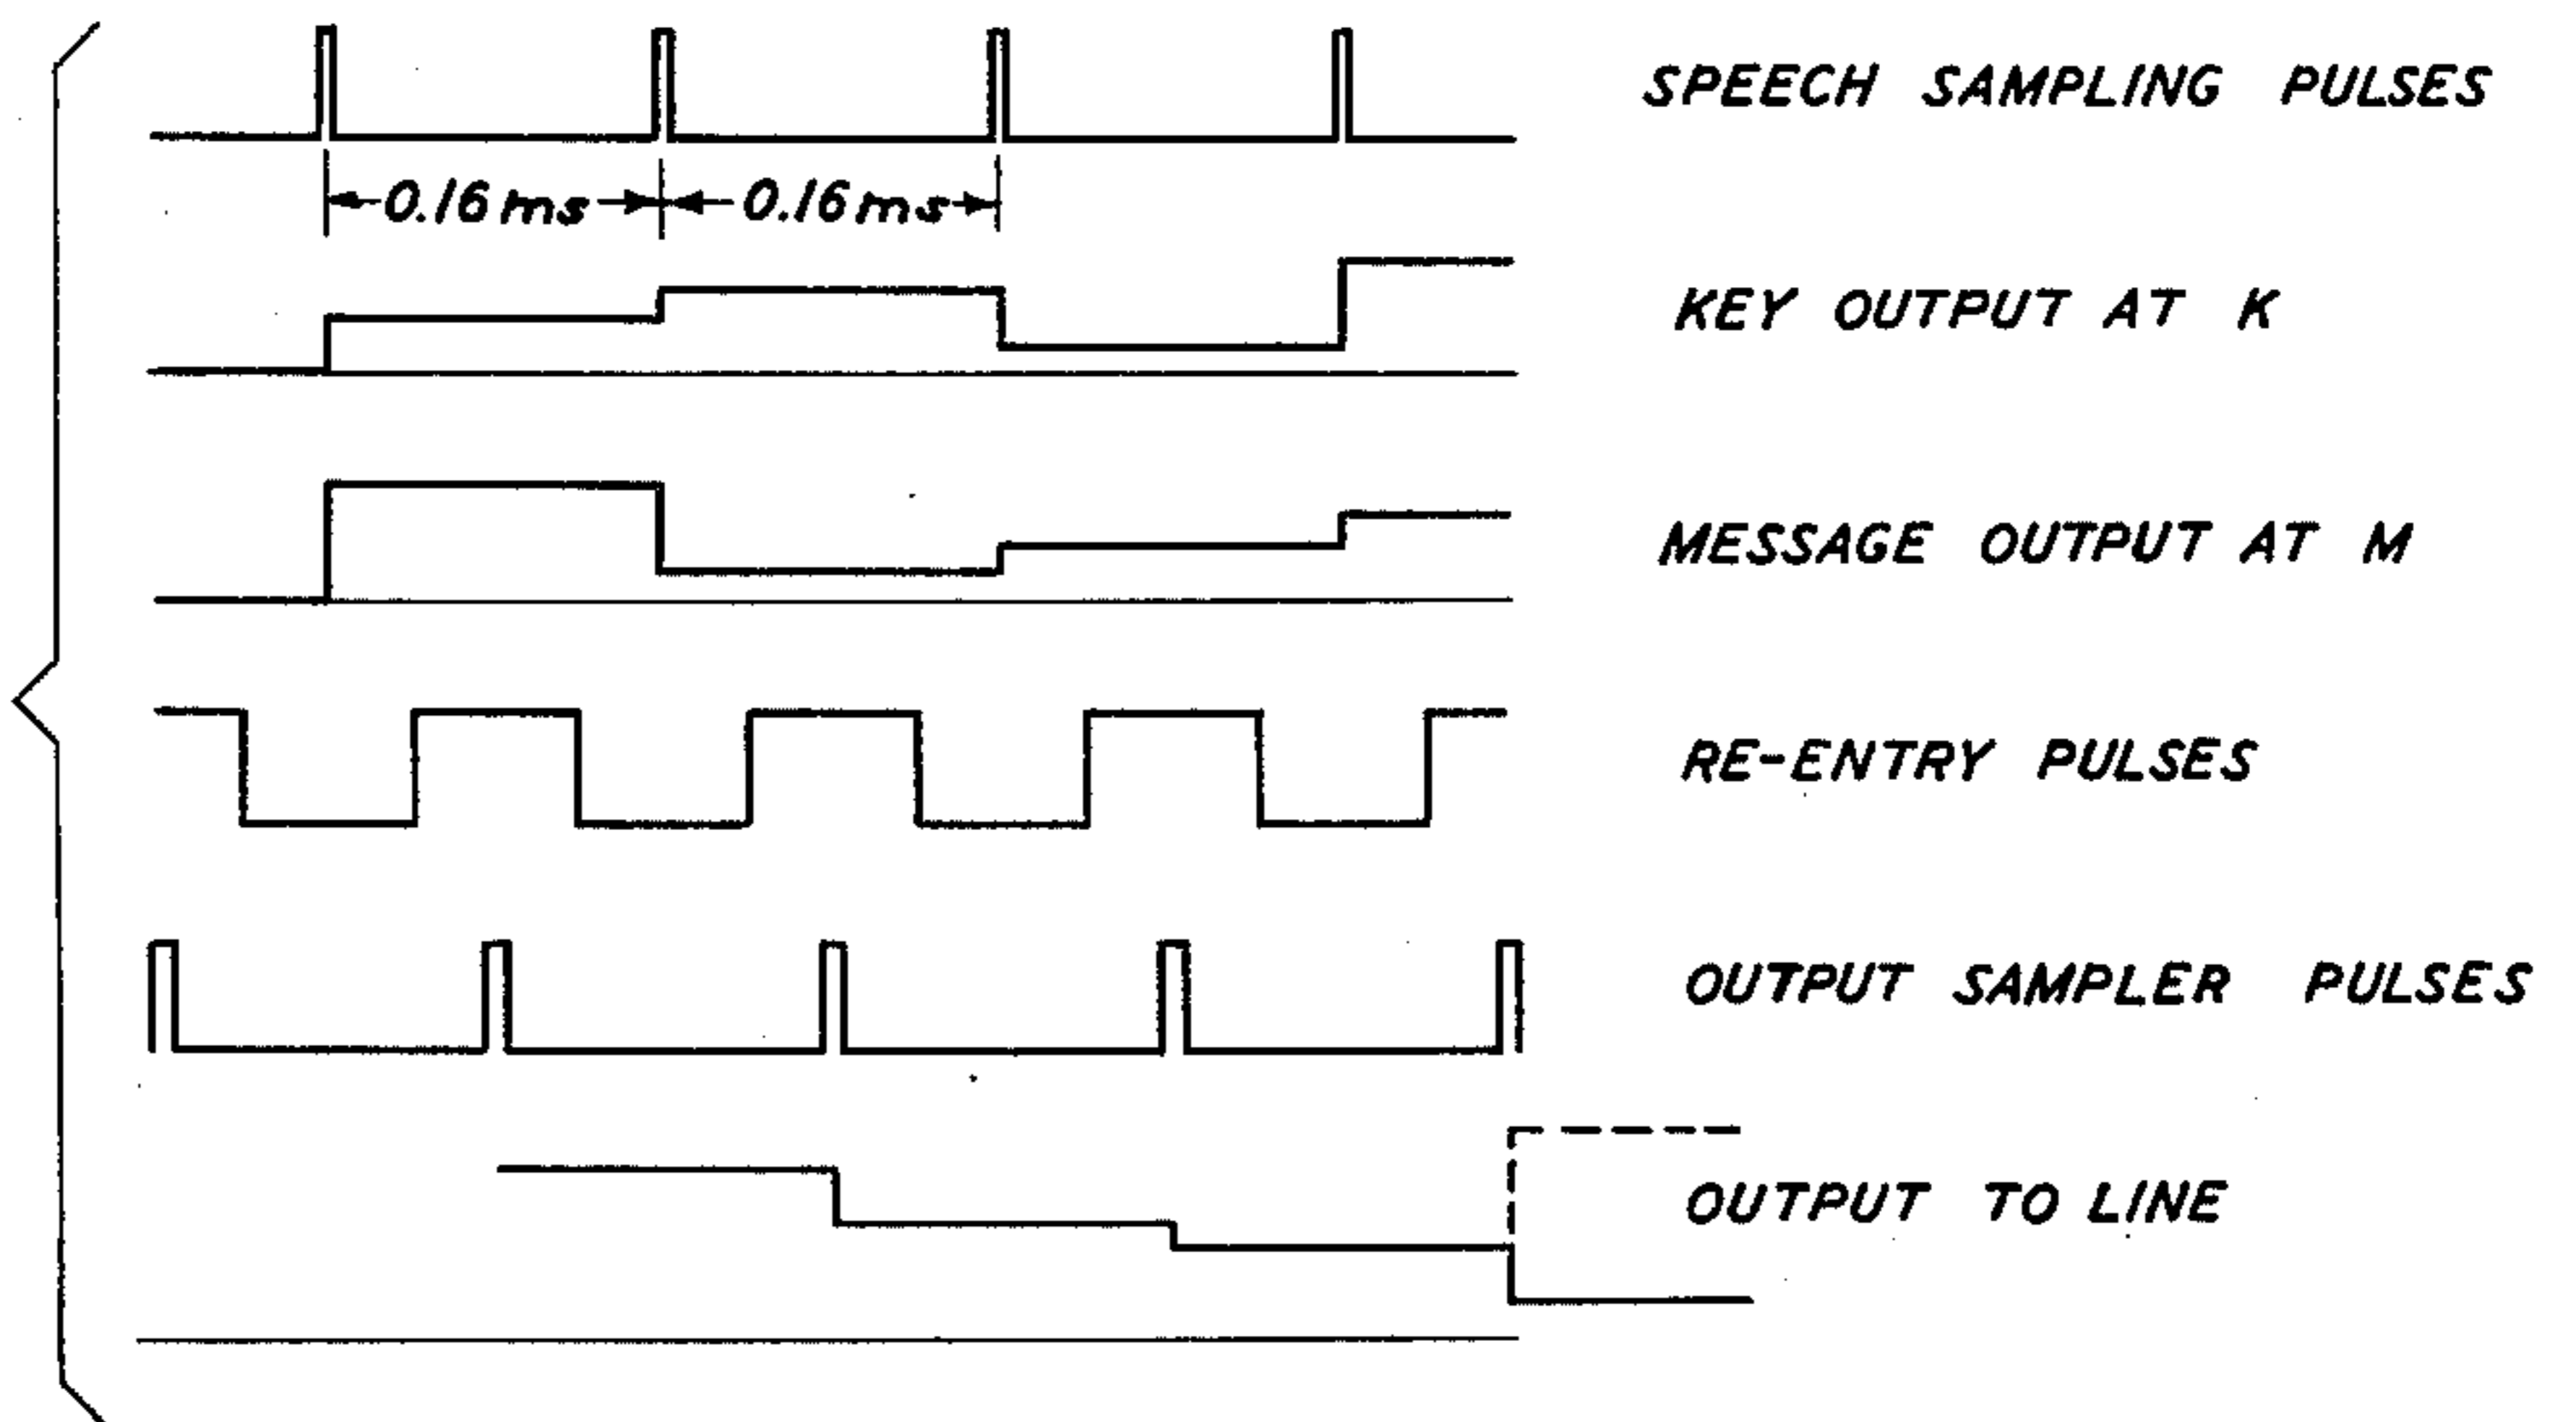 SPEECH SAMPLING PULSES
0.16 ms 0.16 ms
KEY OUTPUT AT K
MESSAGE OUTPUT AT M
RE-ENTRY PULSES
OUTPUT SAMPLER PULSES
OUTPUT TO LINE